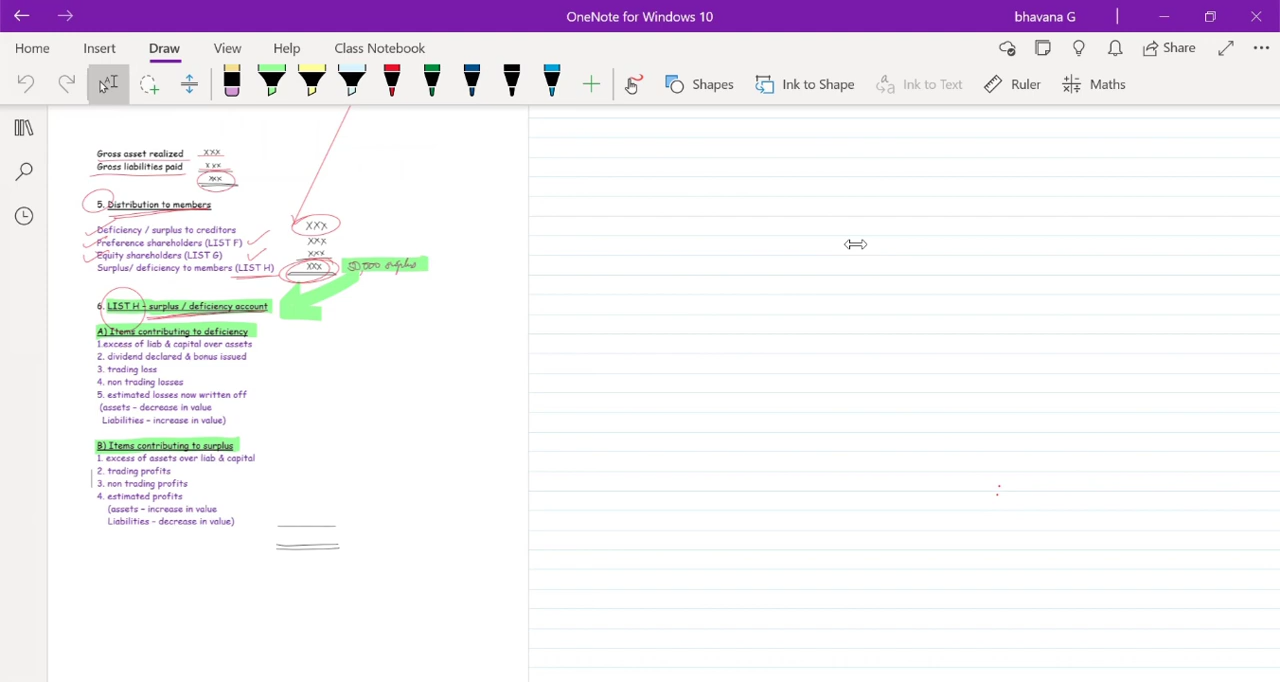 OneNote for Windows 10
bhavana G
Home Insert Draw View Help Class Notebook Share
Shapes Ink to Shape Ink to Text Ruler Maths
Gross asset realized XXX
Gross liabilities paid XXX
XXX
5. Distribution to members
Deficiency / surplus to creditors XXX
Preference shareholders (LIST F) XXX
Equity shareholders (LIST G) XXX
Surplus/ deficiency to members (LIST H) XXX 50,000 surplus
6. LIST H - surplus / deficiency account
A) Items contributing to deficiency
1.excess of liab & capital over assets
2. dividend declared & bonus issued
3. trading loss
4. non trading losses
5. estimated losses now written off
(assets - decrease in value
Liabilities - increase in value)
B) Items contributing to surplus
1. excess of assets over liab & capital
2. trading profits
3. non trading profits
4. estimated profits
(assets - increase in value
Liabilities - decrease in value)